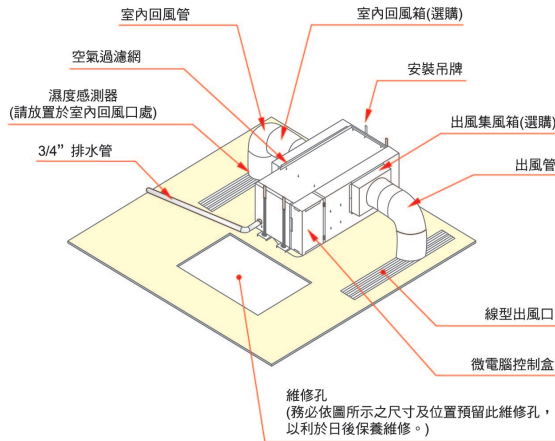 室內回風管
室內回風箱(選購)
空氣過濾網
安裝吊牌
濕度感測器
(請放置於室內回風口處)
出風集風箱(選購)
3/4” 排水管
出風管
線型出風口
微電腦控制盒
維修孔
(務必依圖所示之尺寸及位置預留此維修孔，
以利於日後保養維修。)